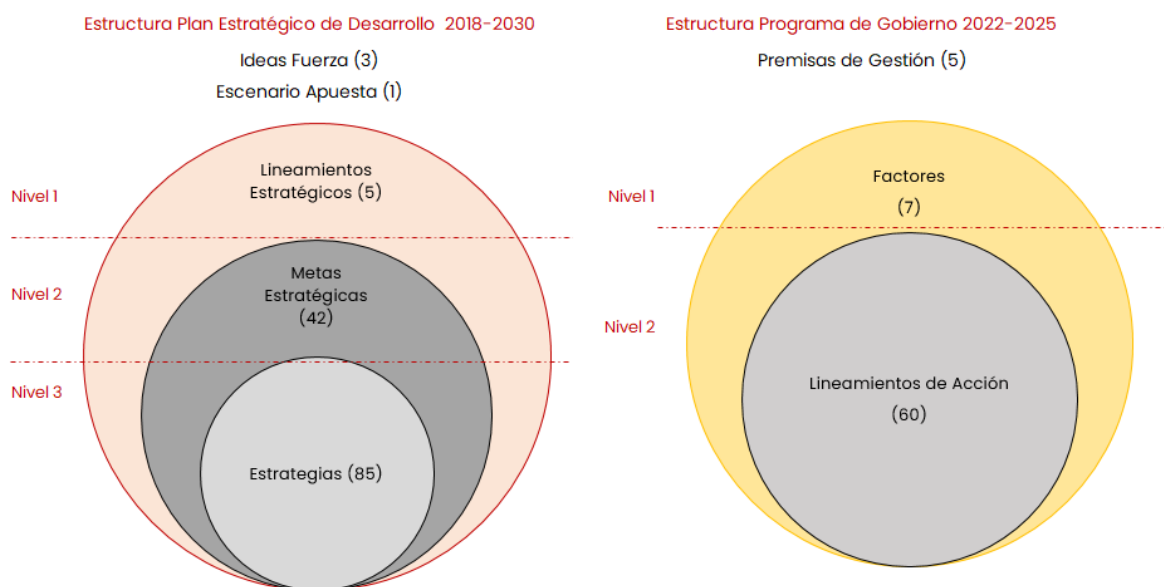 Estructura Plan Estratégico de Desarrollo 2018-2030
Ideas Fuerza (3)
Escenario Apuesta (1)
Nivel 1
Lineamientos
Estratégicos (5)
Nivel 2
Metas
Estratégicas
(42)
Nivel 3
Estrategias (85)
Estructura Programa de Gobierno 2022-2025
Premisas de Gestión (5)
Nivel 1
Factores
(7)
Nivel 2
Lineamientos de Acción
(60)